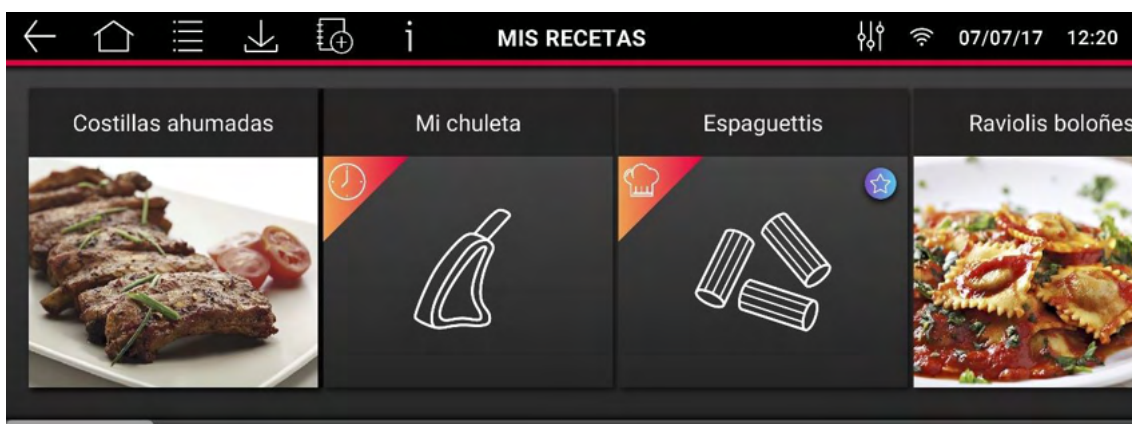 MIS RECETAS
07/07/17 12:20
Costillas ahumadas
Mi chuleta
Espaguettis
Raviolis boloñes